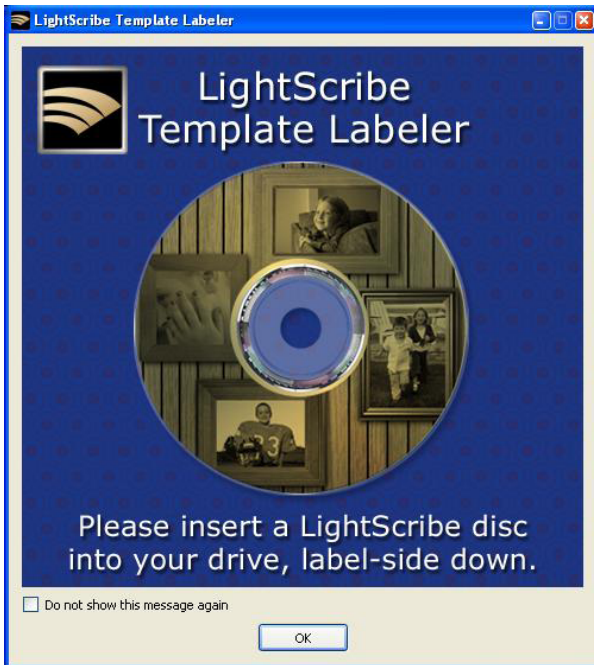 LightScribe Template Labeler
LightScribe
Template Labeler
83
Please insert a LightScribe disc
into your drive, label-side down.
Do not show this message again
OK